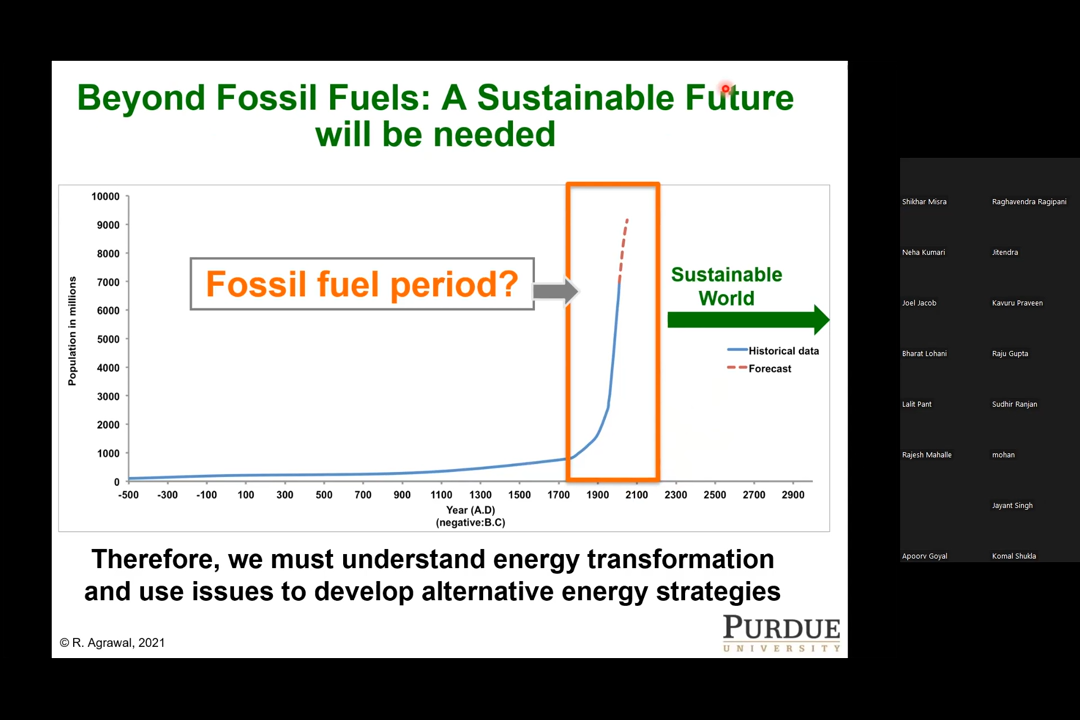 Beyond Fossil Fuels: A Sustainable Future
will be needed
10000
9000
8000
7000
6000
5000
4000
3000
2000
1000
0
Population in millions
Fossil fuel period?
Sustainable
World
Historical data
Forecast
-500 -300 -100 100 300 500 700 900 1100 1300 1500 1700 1900 2100 2300 2500 2700 2900
Year (A.D)
(negative:B.C)
Therefore, we must understand energy transformation
and use issues to develop alternative energy strategies
© R. Agrawal, 2021
PURDUE
UNIVERSITY
Shikhar Misra Raghavendra Ragipani
Neha Kumari Jitendra
Joel Jacob Kavuru Praveen
Bharat Lohani Raju Gupta
Lalit Pant Sudhir Ranjan
Rajesh Mahalle mohan
Jayant Singh
Apoorv Goyal Komal Shukla